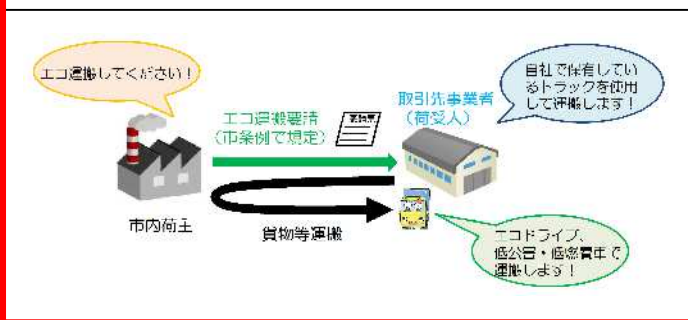 エコ運搬してください！
自社で保有してい
るトラックを使用
して運搬します！
取引先事業者
（荷受人）
エコ運搬要請
（市条例で規定）
要請書
市内荷主
貨物等運搬
エコドライブ、
低公害・低燃費車で
運搬します！